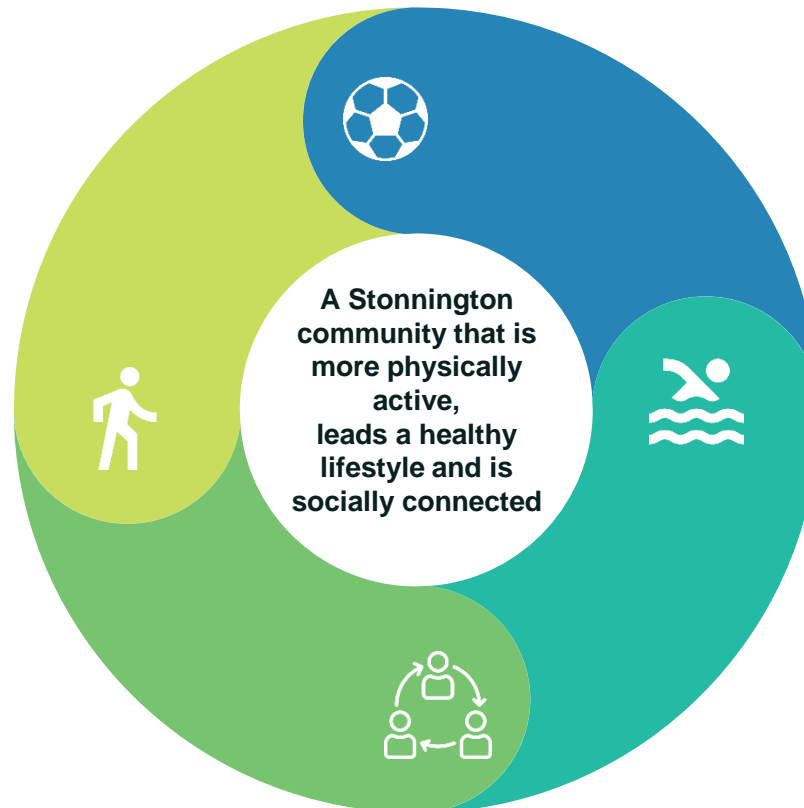 A Stonnington
community that is
more physically
active,
leads a healthy
lifestyle and is
socially connected